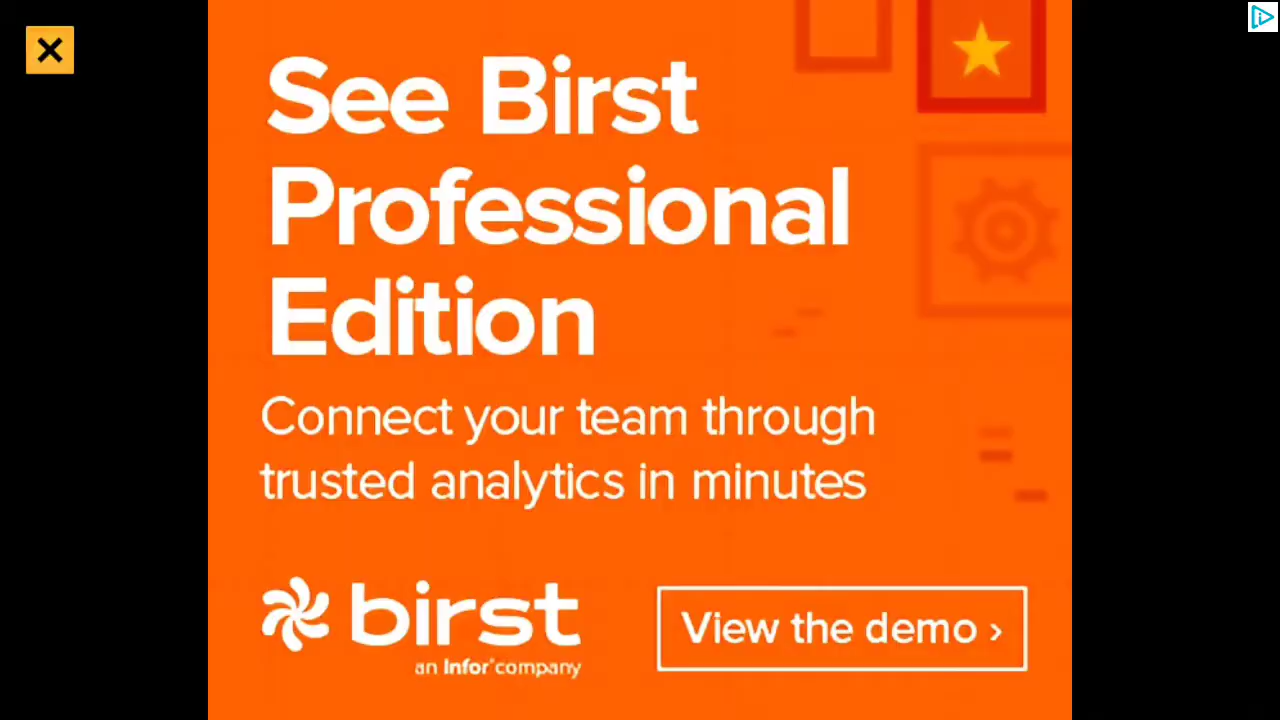 See Birst
Professional
Edition
Connect your team through
trusted analytics in minutes
birst
an Infor® company
View the demo ›